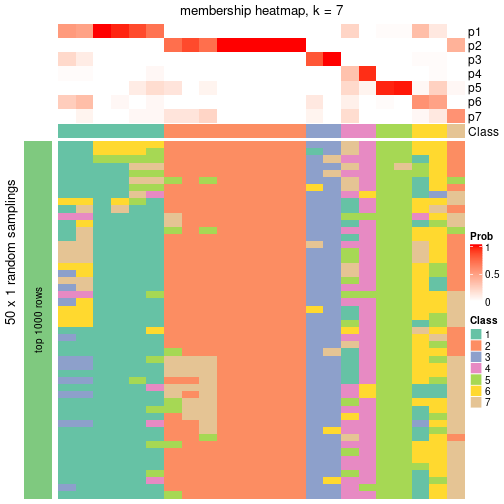 membership heatmap, k = 7
p1
p2
p3
p4
p5
p6
p7
Class
50 x 1 random samplings
top 1000 rows
Prob
1
0.5
0
Class
1
2
3
4
5
6
7